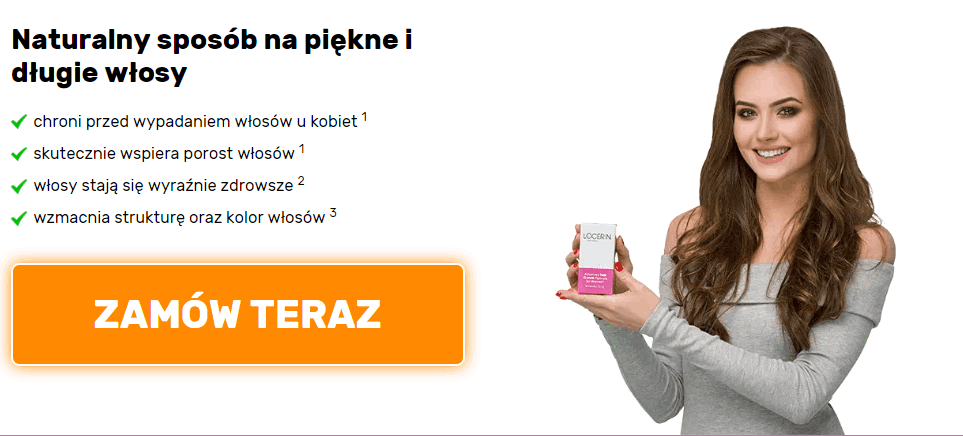 Naturalny sposób na piękne i
długie włosy
chroni przed wypadaniem włosów u kobiet 1
skutecznie wspiera porost włosów 1
włosy stają się wyraźnie zdrowsze 2
wzmacnia strukturę oraz kolor włosów 3
ZAMÓW TERAZ
LOCERIN